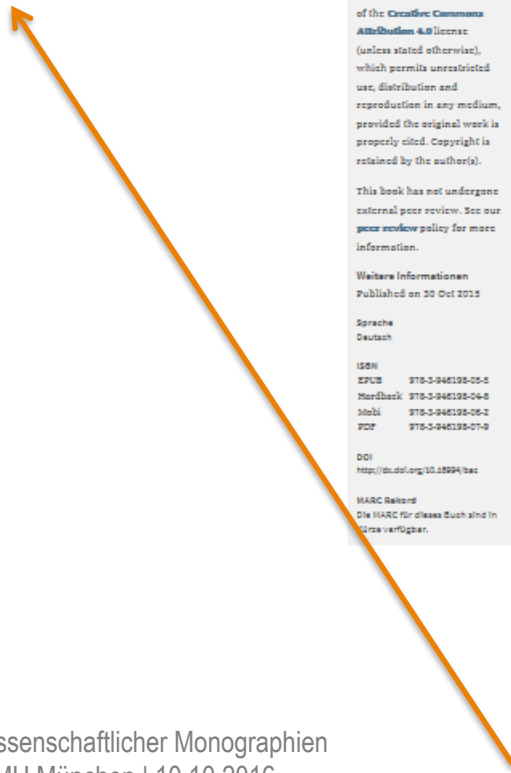 of the Creative Commons
Attribution 4.0 license
(unless stated otherwise),
which permits unrestricted
use, distribution and
reproduction in any medium,
provided the original work is
properly cited. Copyright is
retained by the author(s).
This book has not undergone
external peer review. See our
peer review policy for more
information.
Weitere Informationen
Published on 30 Oct 2015
Sprache
Deutsch
ISBN
EPUB 978-3-946198-05-5
Hardback 978-3-946198-04-8
Mobi 978-3-946198-06-2
PDF 978-3-946198-07-9
DOI
http://dx.doi.org/10.16994/bac
MARC Rekord
Die MARC für dieses Buch sind in
Kürze verfügbar.
ssenschaftlicher Monographien
MU München | 10.10.2016